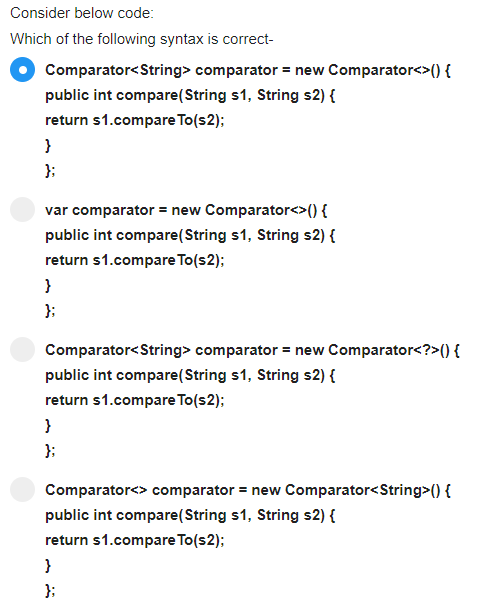 Consider below code:
Which of the following syntax is correct-
Comparator<String> comparator = new Comparator<>() {
public int compare(String s1, String s2) {
return s1.compareTo(s2);
}
};
var comparator = new Comparator<>() {
public int compare(String s1, String s2) {
return s1.compareTo(s2);
}
};
Comparator<String> comparator = new Comparator<?>() {
public int compare(String s1, String s2) {
return s1.compareTo(s2);
}
};
Comparator<> comparator = new Comparator<String>() {
public int compare(String s1, String s2) {
return s1.compareTo(s2);
}
};